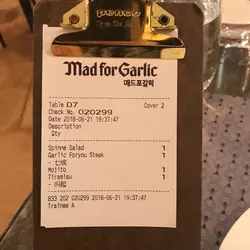 Mad for Garlic
매드포갈릭
Table D7 Cover 2
Check No. 020299
Date 2018-06-21 19:37:47
Description
Qty
Spinne Salad 1
Garlic Foryou Steak 1
Mojito 1
Tiramisu 1
B33 202 020299 2018-06-21 19:37:47
Trainee A